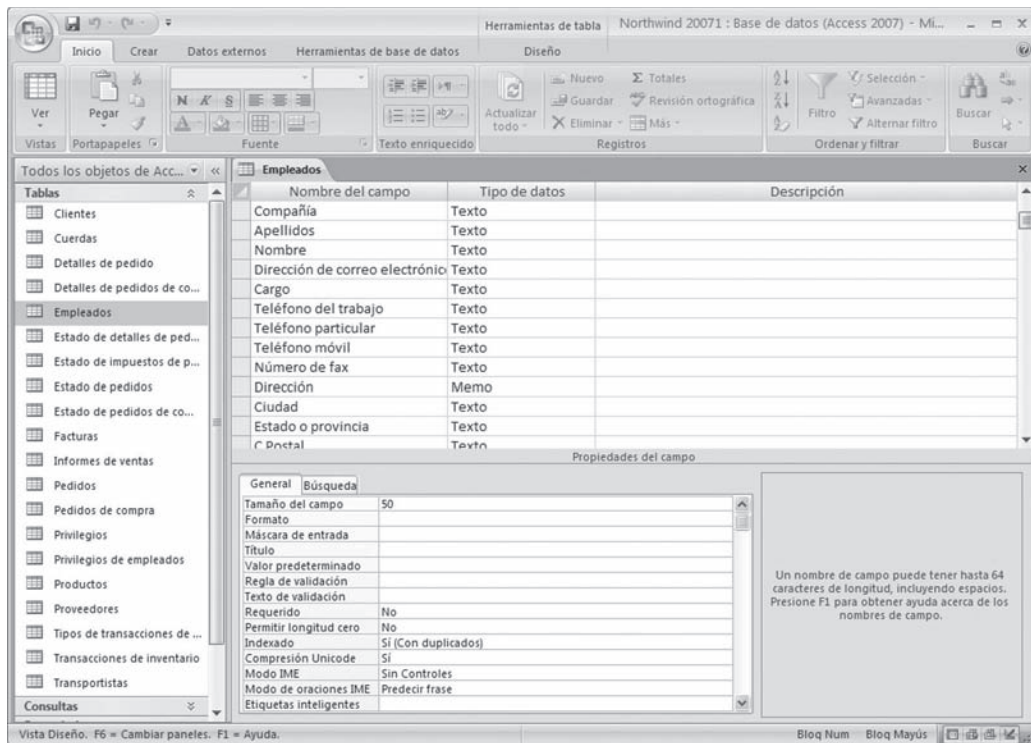 Herramientas de tabla
Northwind 20071 : Base de datos (Access 2007) - Mi...
Inicio
Crear
Datos externos
Herramientas de base de datos
Diseño
Ver
Pegar
N K S
A
ab
Actualizar todo
Nuevo
Guardar
Eliminar
Σ Totales
Revisión ortográfica
Más
Filtro
Selección
Avanzadas
Alternar filtro
Buscar
Vistas
Portapapeles
Fuente
Texto enriquecido
Registros
Ordenar y filtrar
Buscar
Todos los objetos de Acc...
Tablas
Clientes
Cuerdas
Detalles de pedido
Detalles de pedidos de co...
Empleados
Estado de detalles de ped...
Estado de impuestos de p...
Estado de pedidos
Estado de pedidos de co...
Facturas
Informes de ventas
Pedidos
Pedidos de compra
Privilegios
Privilegios de empleados
Productos
Proveedores
Tipos de transacciones de ...
Transacciones de inventario
Transportistas
Consultas
Empleados
Nombre del campo Tipo de datos Descripción
Compañía Texto
Apellidos Texto
Nombre Texto
Dirección de correo electrónic Texto
Cargo Texto
Teléfono del trabajo Texto
Teléfono particular Texto
Teléfono móvil Texto
Número de fax Texto
Dirección Memo
Ciudad Texto
Estado o provincia Texto
C Postal Texto
Propiedades del campo
General Búsqueda
Tamaño del campo 50
Formato
Máscara de entrada
Título
Valor predeterminado
Regla de validación
Texto de validación
Requerido No
Permitir longitud cero No
Indexado Sí (Con duplicados)
Compresión Unicode Sí
Modo IME Sin Controles
Modo de oraciones IME Predecir frase
Etiquetas inteligentes
Un nombre de campo puede tener hasta 64
caracteres de longitud, incluyendo espacios.
Presione F1 para obtener ayuda acerca de los
nombres de campo.
Vista Diseño. F6 = Cambiar paneles. F1 = Ayuda.
Bloq Num Bloq Mayús